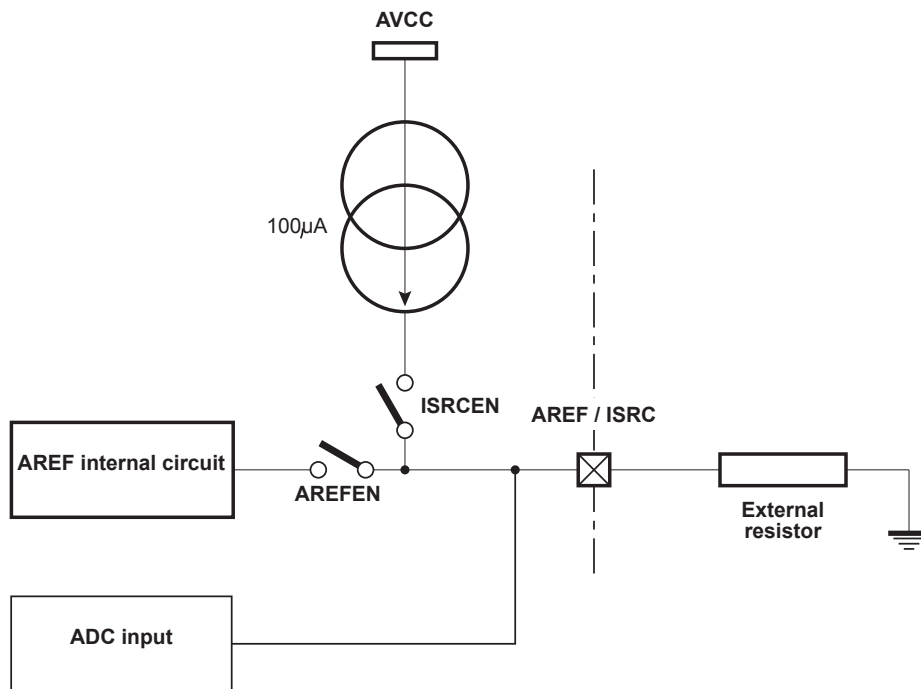 AVCC
100µA
ISRCEN
AREF / ISRC
AREF internal circuit
AREFEN
External
resistor
ADC input